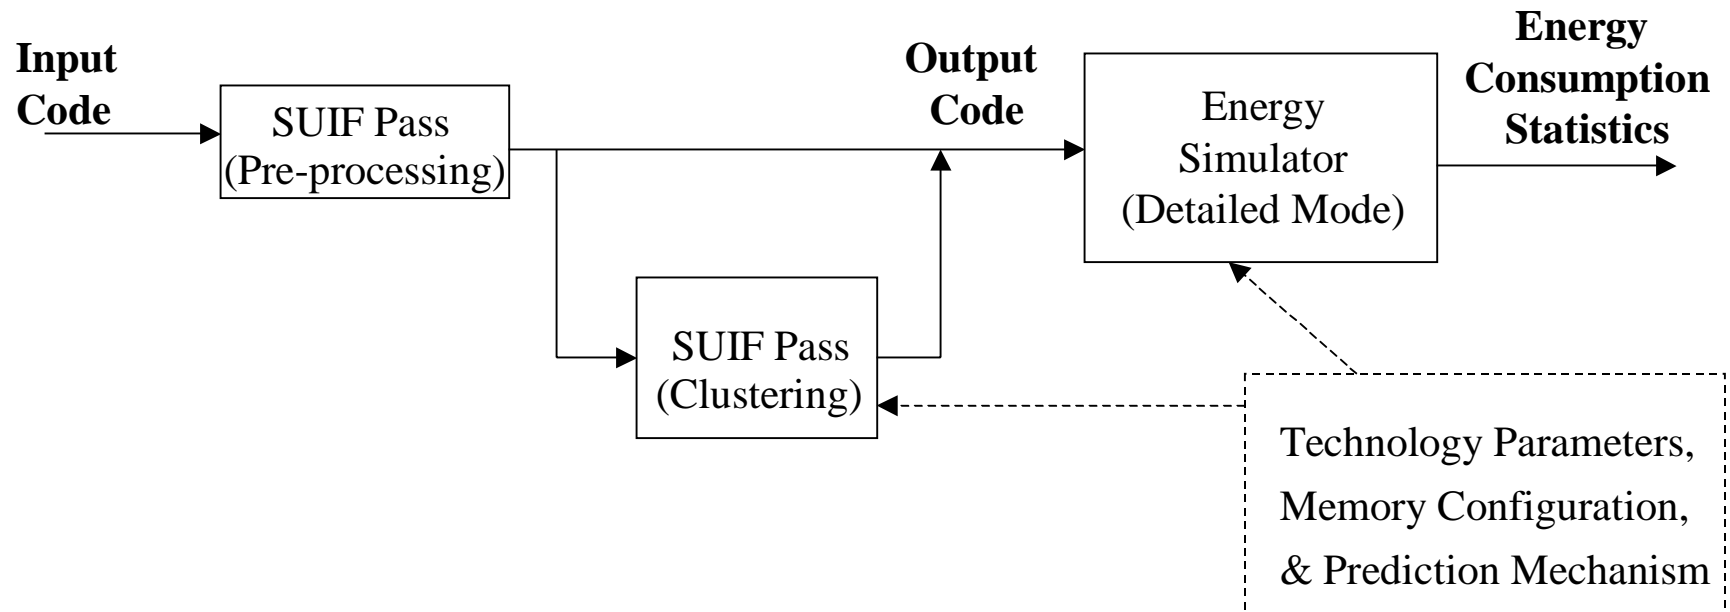 Input
Code
SUIF Pass
(Pre-processing)
Output
Code
Energy
Simulator
(Detailed Mode)
Energy
Consumption
Statistics
SUIF Pass
(Clustering)
Technology Parameters,
Memory Configuration,
& Prediction Mechanism